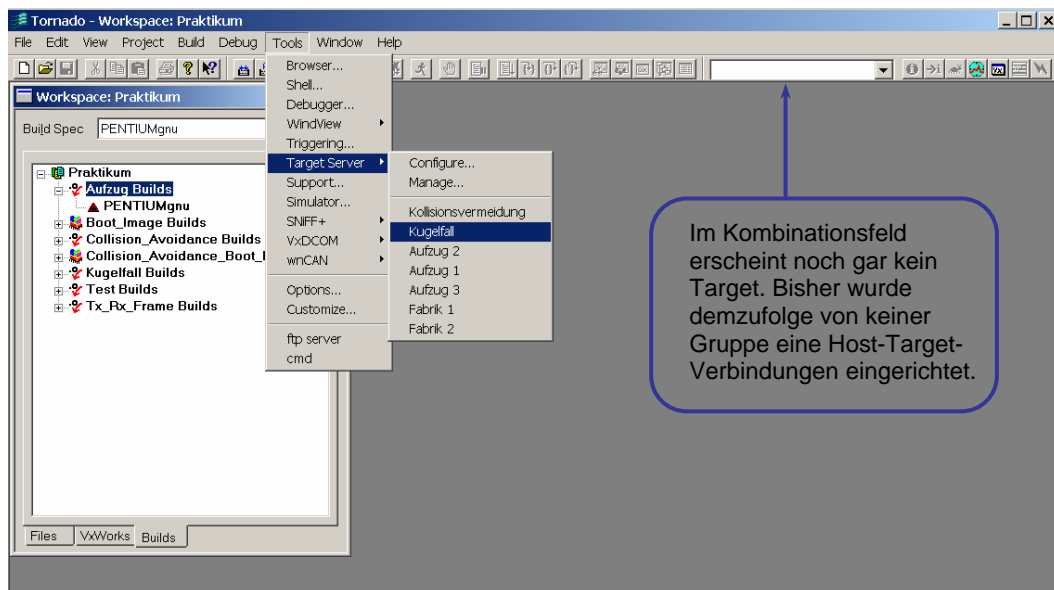 Tornado - Workspace: Praktikum
File Edit View Project Build Debug Tools Window Help
Workspace: Praktikum
Build Spec PENTIUMgnu
Praktikum
Aufzug Builds
PENTIUMgnu
Boot_Image Builds
Collision_Avoidance Builds
Collision_Avoidance_Boot_I
Kugelfall Builds
Test Builds
Tx_Rx_Frame Builds
Files VxWorks Builds
Browser...
Shell...
Debugger...
WindView
Triggering...
Target Server
Support...
Simulator...
SNiFF+
VxDCOM
wnCAN
Options...
Customize...
ftp server
cmd
Configure...
Manage...
Kollisionsvermeidung
Kugelfall
Aufzug 2
Aufzug 1
Aufzug 3
Fabrik 1
Fabrik 2
Im Kombinationsfeld
erscheint noch gar kein
Target. Bisher wurde
demzufolge von keiner
Gruppe eine Host-Target-
Verbindungen eingerichtet.